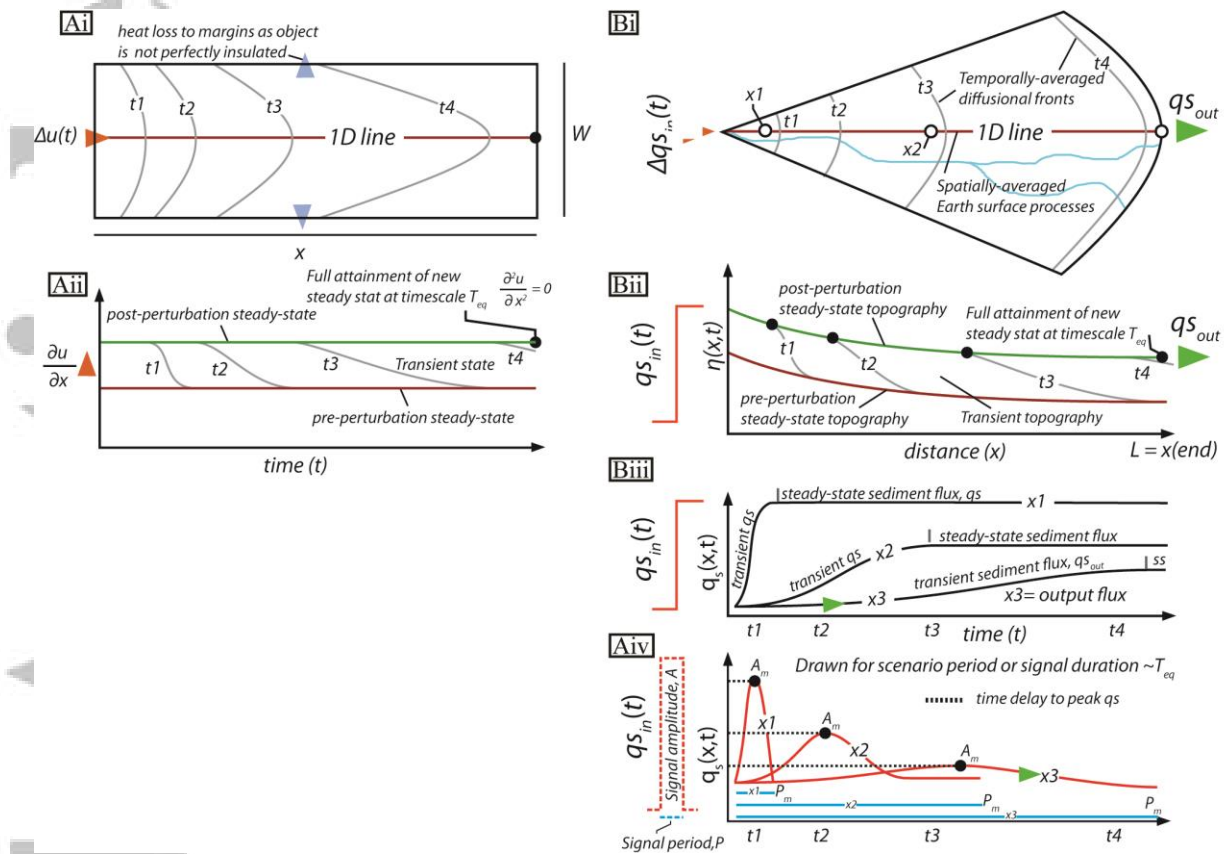 Ai
heat loss to margins as object
is not perfectly insulated
t1
t2
t3
t4
Δu(t)
1D line
W
x
Aii
Full attainment of new
steady stat at timescale T_eq
∂²u/∂x² = 0
post-perturbation steady-state
∂u/∂x
t1
t2
t3
Transient state
t4
pre-perturbation steady-state
time (t)
Bi
Δqs_in(t)
x1
t1
t2
t3
t4
Temporally-averaged
diffusional fronts
qs_out
1D line
x2
Spatially-averaged
Earth surface processes
Bii
qs_in(t)
η(x,t)
post-perturbation
steady-state topography
Full attainment of new
steady stat at timescale T_eq
qs_out
t1
t2
t3
t4
pre-perturbation
steady-state topography
Transient topography
distance (x)
L = x(end)
Biii
qs_in(t)
q_s(x,t)
transient qs
steady-state sediment flux, qs
x1
transient qs
x2
steady-state sediment flux
transient sediment flux, qs_out
ss
x3
x3= output flux
t1
t2
t3
time (t)
t4
Aiv
qs_in(t)
Signal amplitude, A
Signal period,P
q_s(x,t)
Drawn for scenario period or signal duration ~T_eq
time delay to peak qs
A_m
x1
A_m
x2
A_m
x3
x1
P_m
x2
P_m
x3
P_m
t1
t2
t3
t4